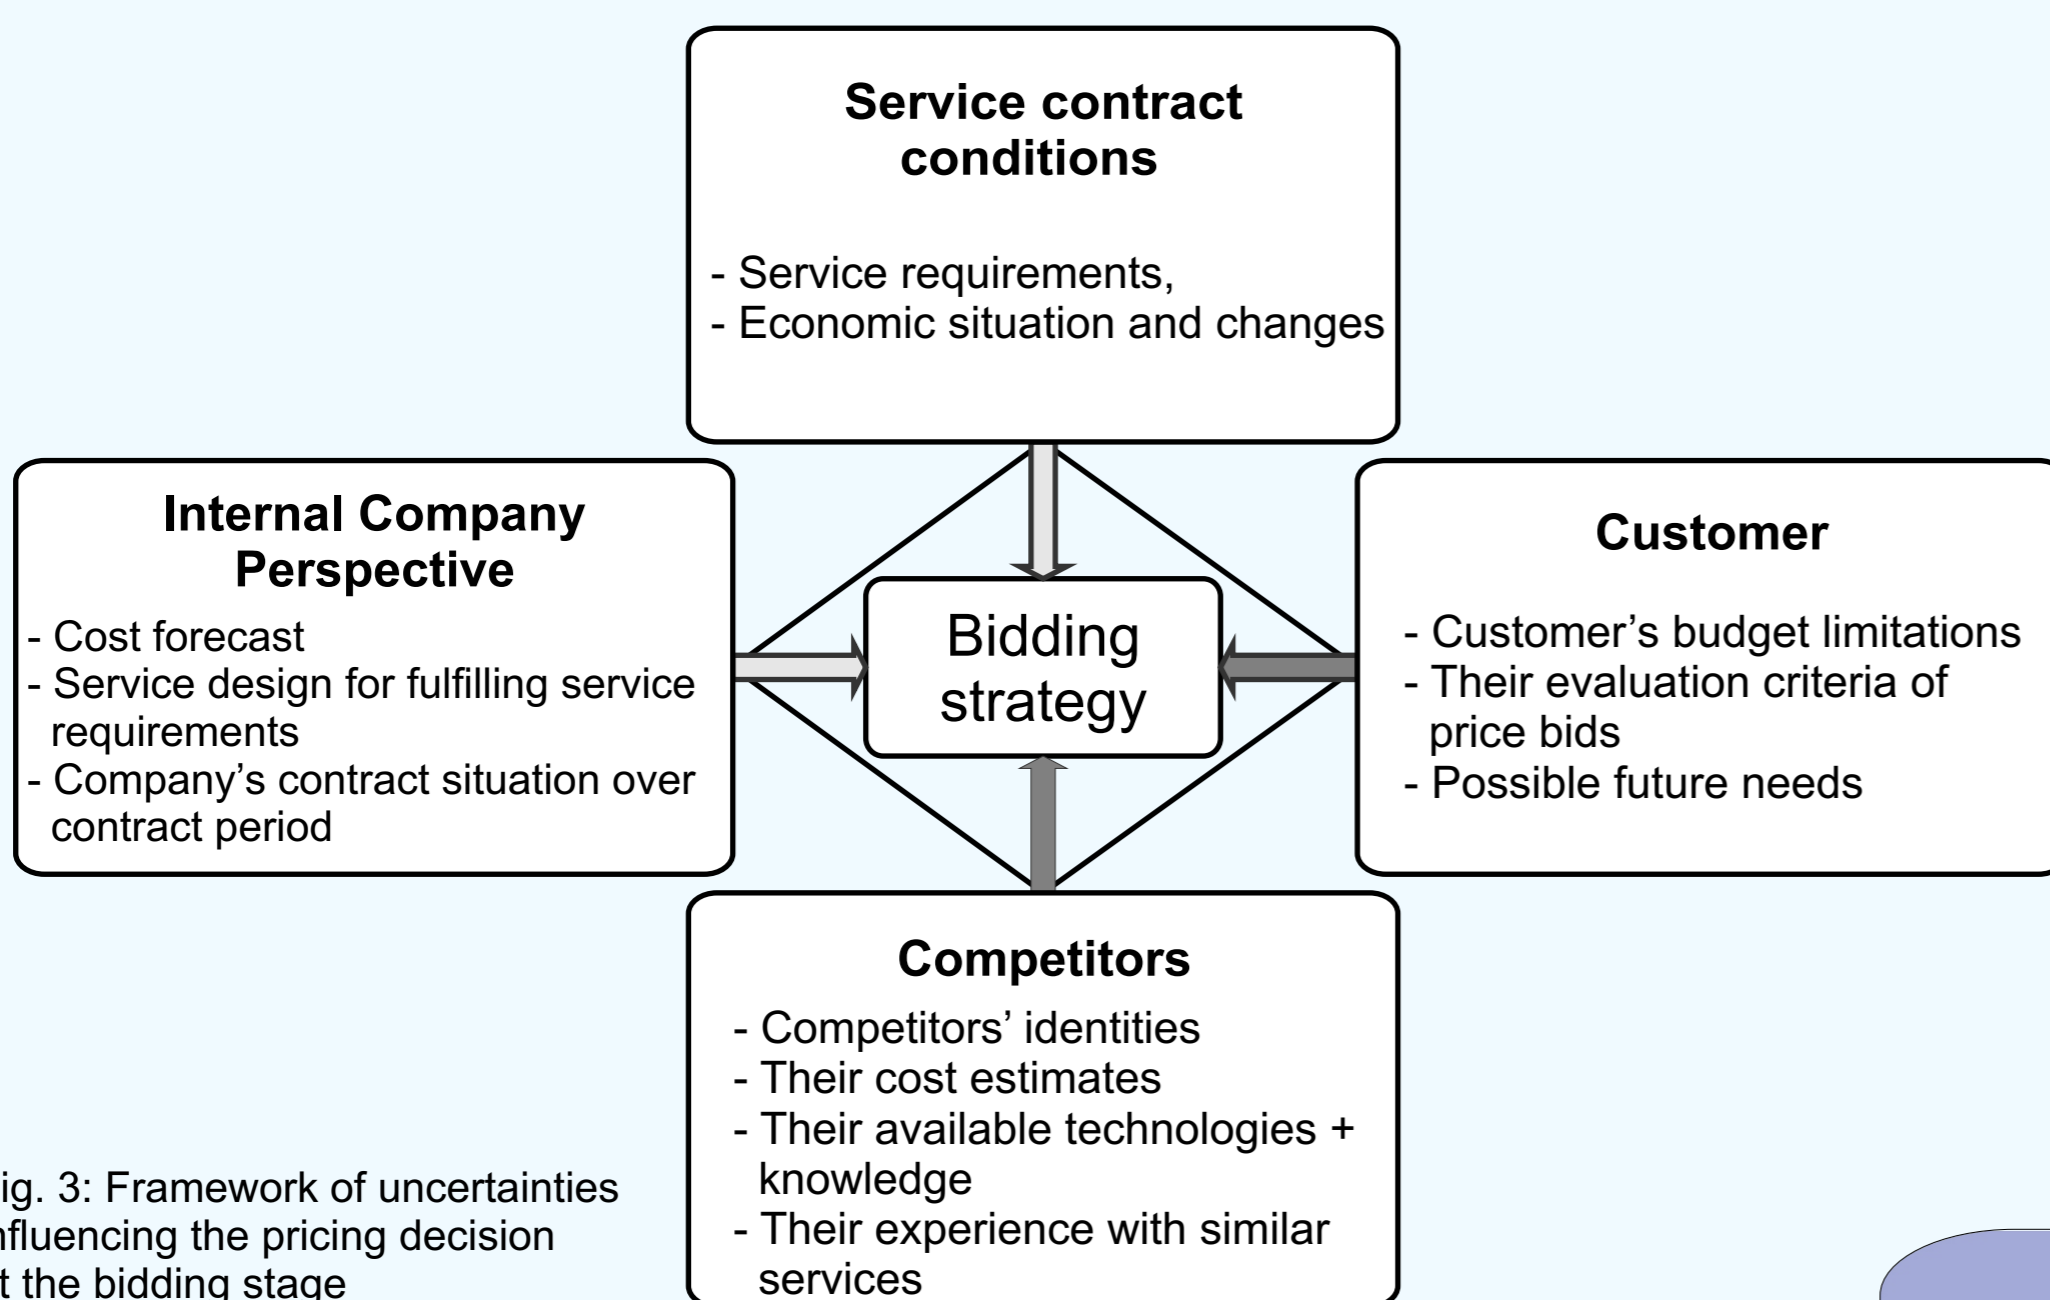 Service contract
conditions
- Service requirements,
- Economic situation and changes
Internal Company
Perspective
- Cost forecast
- Service design for fulfilling service
requirements
- Company’s contract situation over
contract period
Bidding
strategy
Customer
- Customer’s budget limitations
- Their evaluation criteria of
price bids
- Possible future needs
Competitors
- Competitors’ identities
- Their cost estimates
- Their available technologies +
knowledge
- Their experience with similar
services
ig. 3: Framework of uncertainties
nfluencing the pricing decision
t the bidding stage